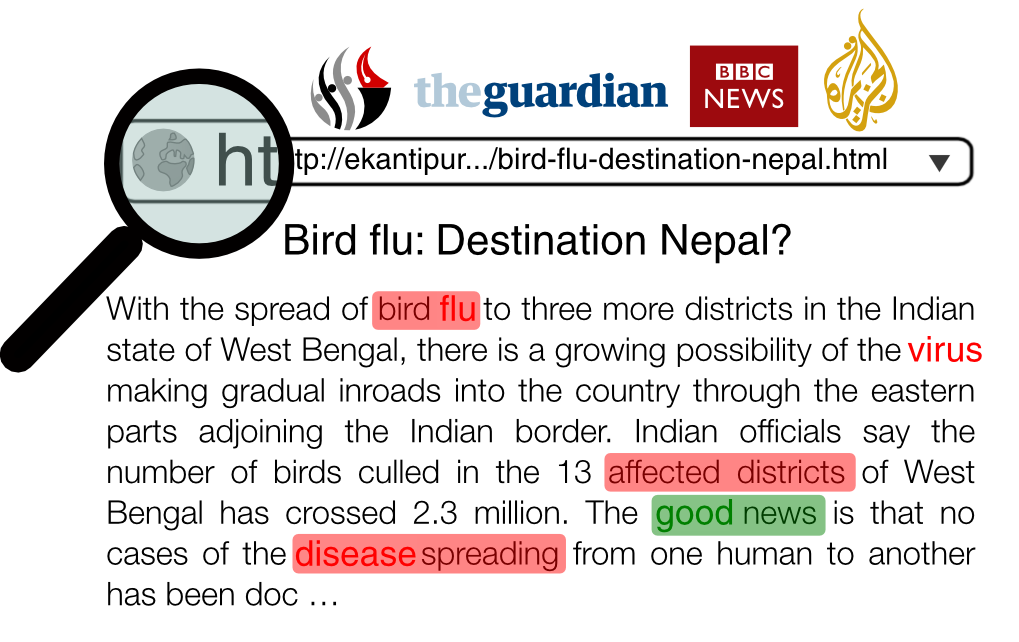 theguardian
BBC
NEWS
http://ekantipur.../bird-flu-destination-nepal.html
Bird flu: Destination Nepal?
With the spread of bird flu to three more districts in the Indian
state of West Bengal, there is a growing possibility of the virus
making gradual inroads into the country through the eastern
parts adjoining the Indian border. Indian officials say the
number of birds culled in the 13 affected districts of West
Bengal has crossed 2.3 million. The good news is that no
cases of the disease spreading from one human to another
has been doc …